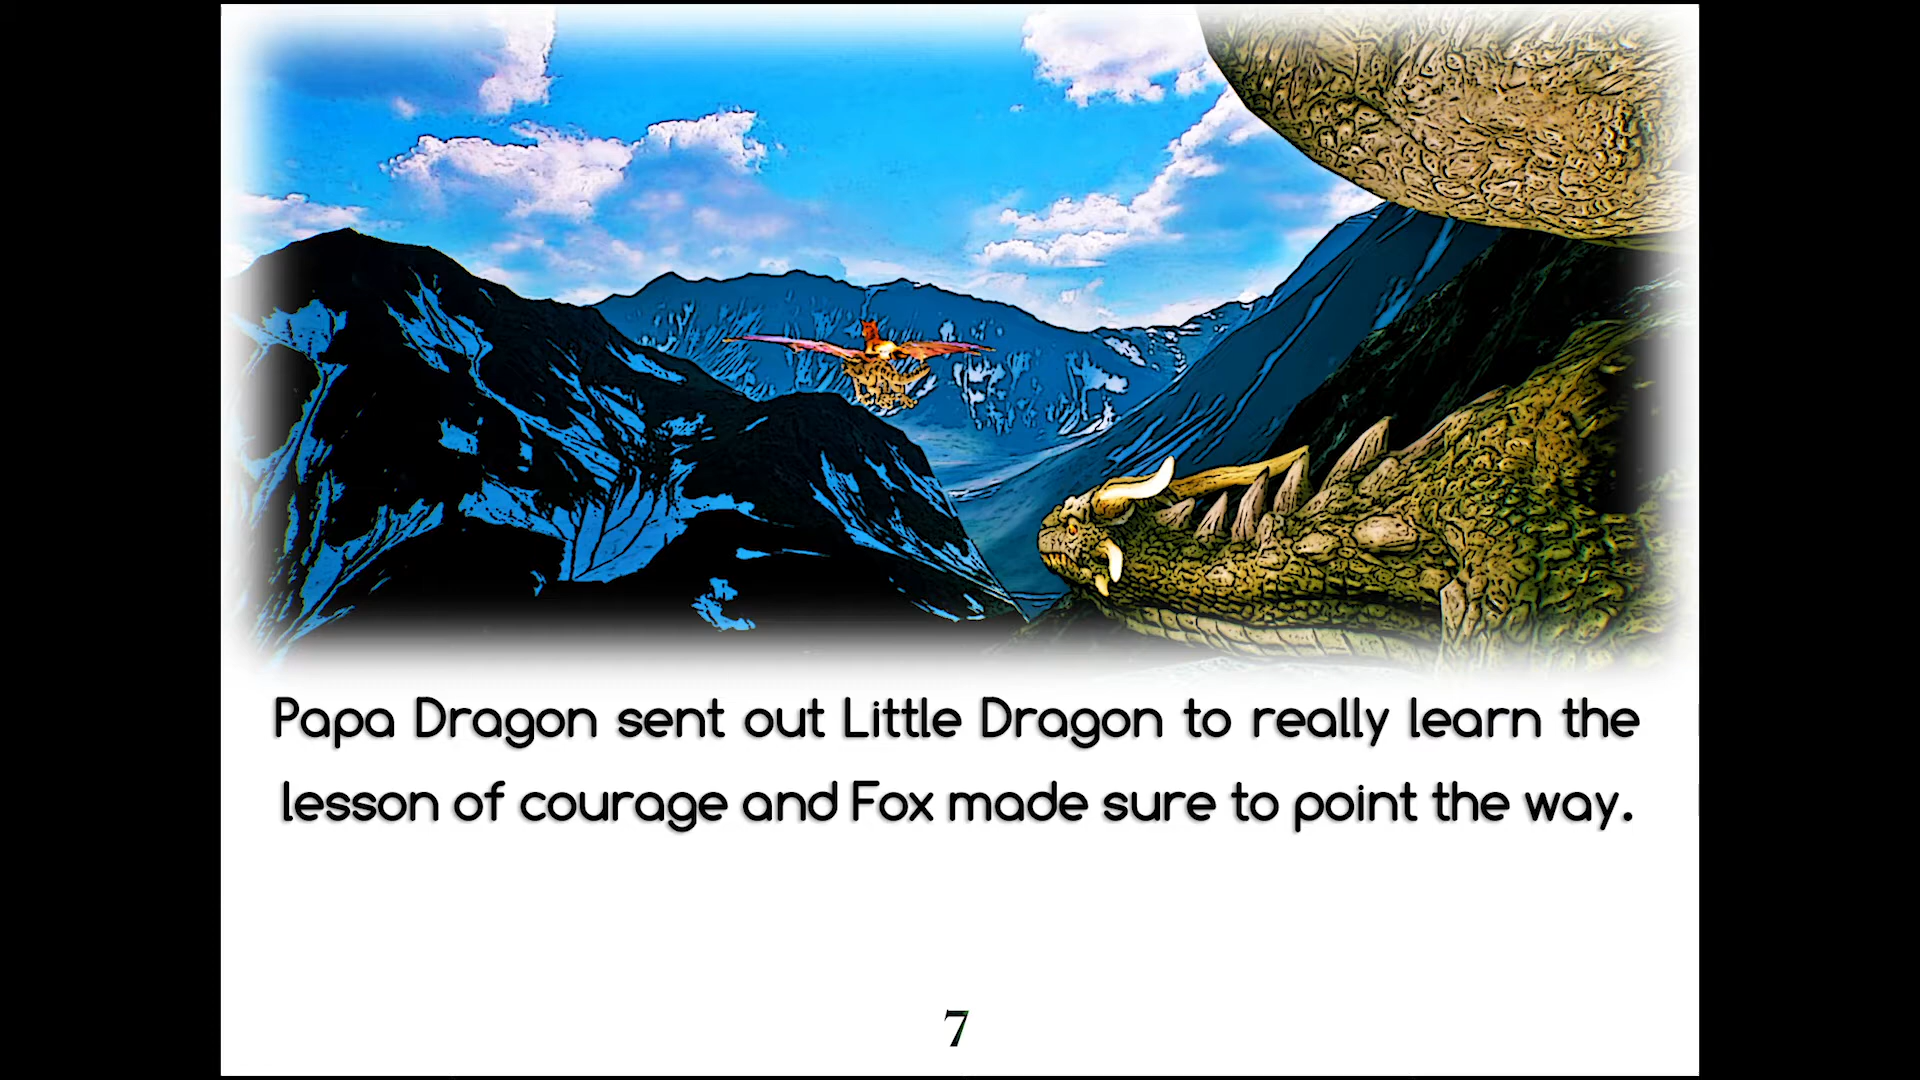 Papa Dragon sent out Little Dragon to really learn the
lesson of courage and Fox made sure to point the way.
7